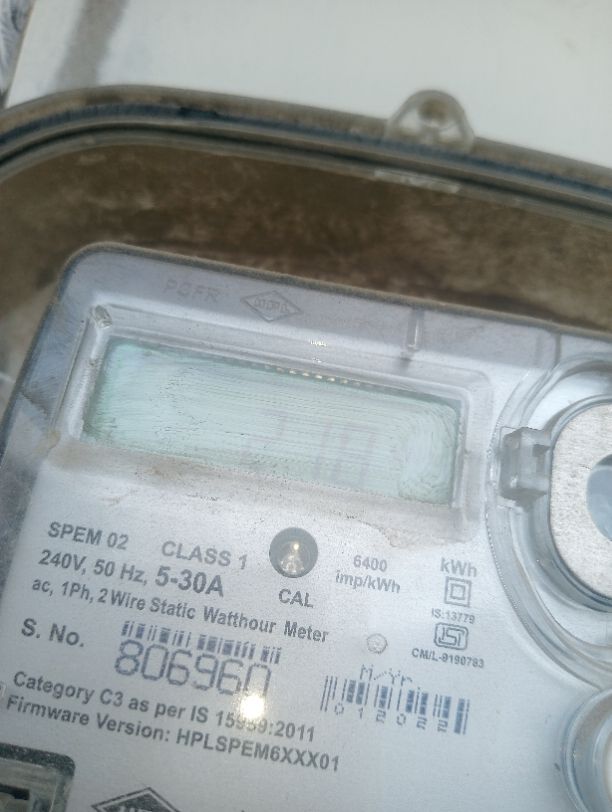 SPEM 02 CLASS 1 6400 imp/kWh kWh
240V, 50 Hz, 5-30A CAL
ac, 1Ph, 2 Wire Static Watthour Meter IS:13779
S. No. 806960 CM/L-9190783
M/Yr
012022
Category C3 as per IS 15959:2011
Firmware Version: HPLSPEM6XXX01